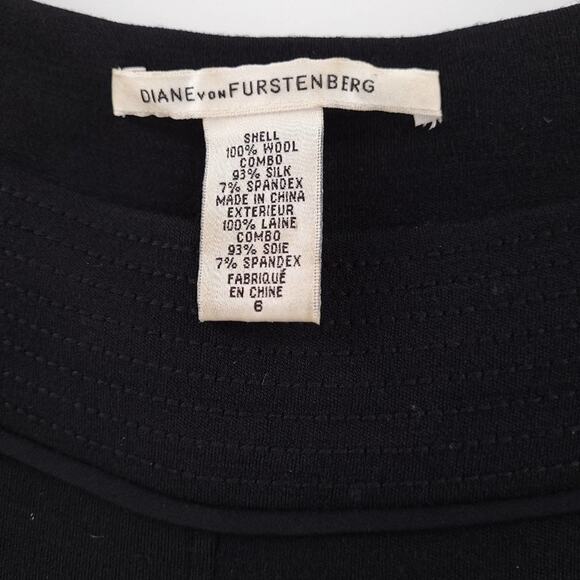 DIANE VON FURSTENBERG
SHELL
100% WOOL
COMBO
93% SILK
7% SPANDEX
MADE IN CHINA
EXTERIEUR
100% LAINE
COMBO
93% SOIE
7% SPANDEX
FABRIQUÉ
EN CHINE
6